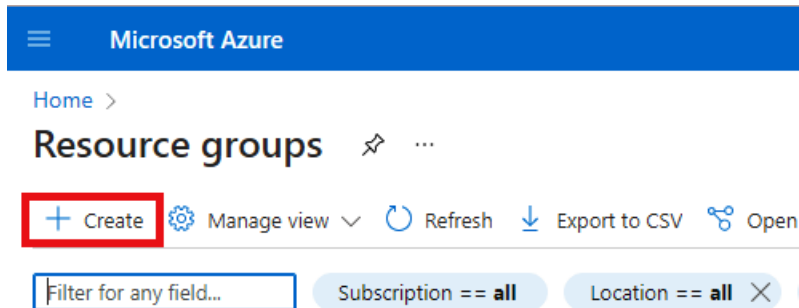 Microsoft Azure
Home >
Resource groups ...
+ Create Manage view Refresh Export to CSV Open
Filter for any field... Subscription == all Location == all ×